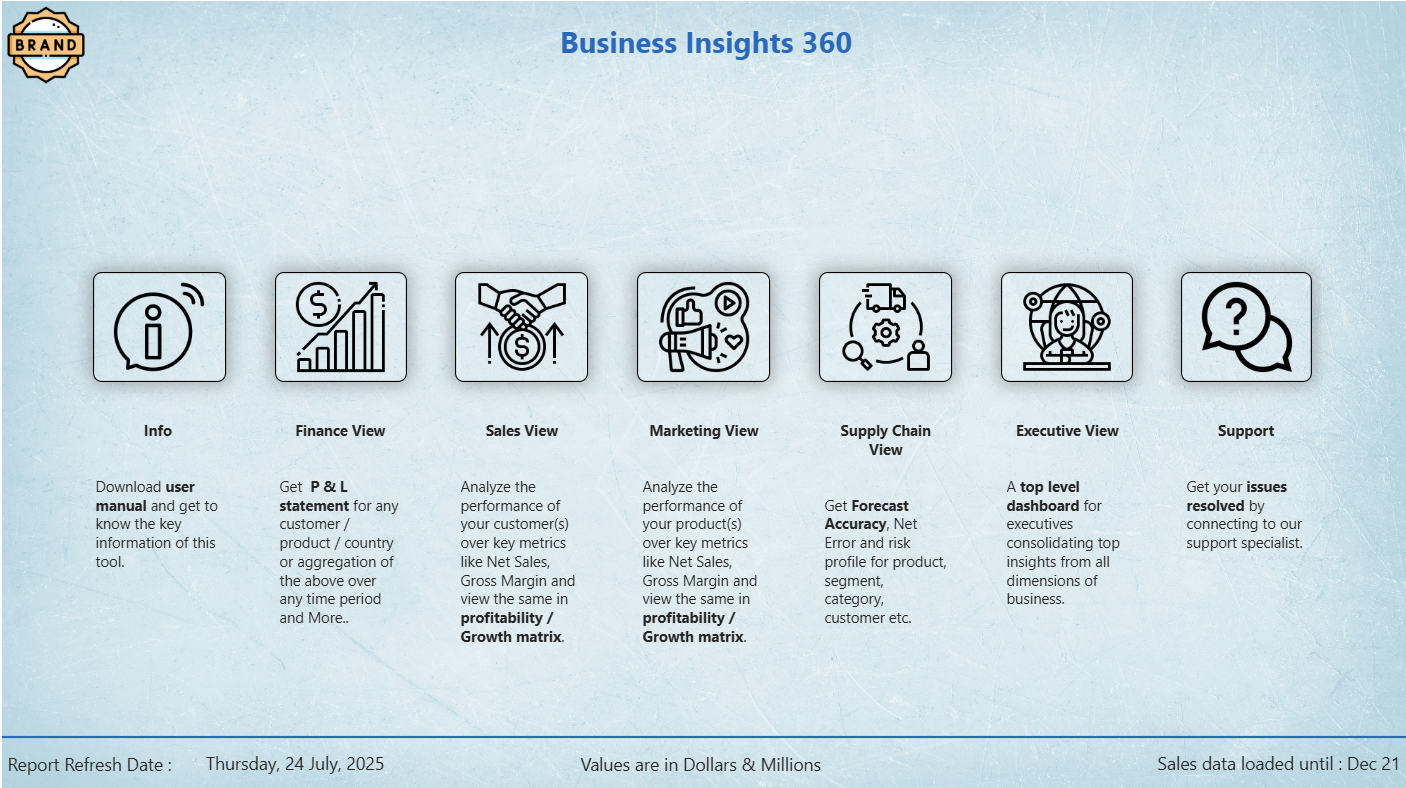 BRAND
Business Insights 360
Info
Download user
manual and get to
know the key
information of this
tool.
Finance View
Get  P & L
statement for any
customer /
product / country
or aggregation of
the above over
any time period
and More..
Sales View
Analyze the
performance of
your customer(s)
over key metrics
like Net Sales,
Gross Margin and
view the same in
profitability /
Growth matrix.
Marketing View
Analyze the
performance of
your product(s)
over key metrics
like Net Sales,
Gross Margin and
view the same in
profitability /
Growth matrix.
Supply Chain
View
Get Forecast
Accuracy, Net
Error and risk
profile for product,
segment,
category,
customer etc.
Executive View
A top level
dashboard for
executives
consolidating top
insights from all
dimensions of
business.
Support
Get your issues
resolved by
connecting to our
support specialist.
Report Refresh Date : Thursday, 24 July, 2025
Values are in Dollars & Millions
Sales data loaded until : Dec 21